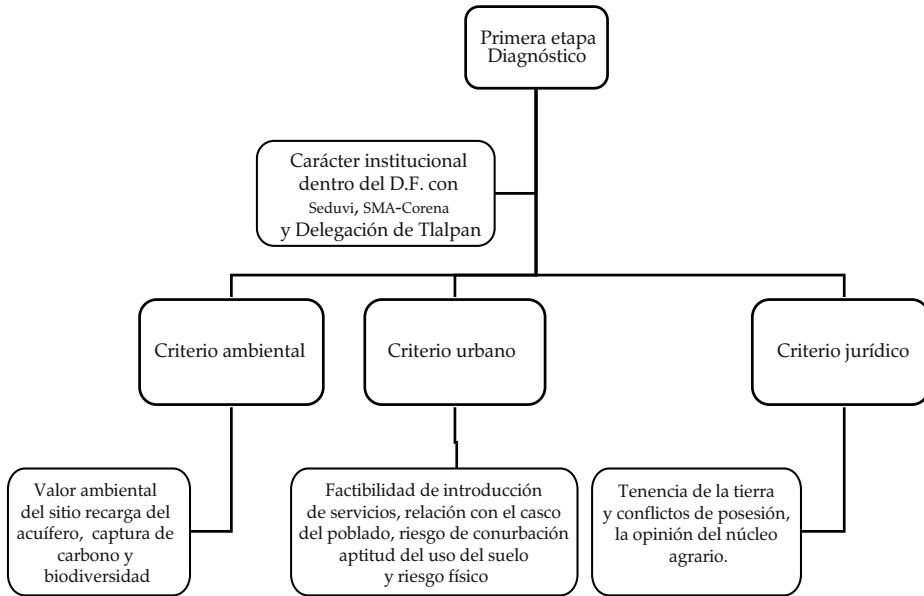 Primera etapa
Diagnóstico
Carácter institucional
dentro del D.F. con
Seduvi, SMA-Corena
y Delegación de Tlalpan
Criterio ambiental
Criterio urbano
Criterio jurídico
Valor ambiental
del sitio recarga del
acuífero, captura de
carbono y
biodiversidad
Factibilidad de introducción
de servicios, relación con el casco
del poblado, riesgo de conurbación
aptitud del uso del suelo
y riesgo físico
Tenencia de la tierra
y conflictos de posesión,
la opinión del núcleo
agrario.